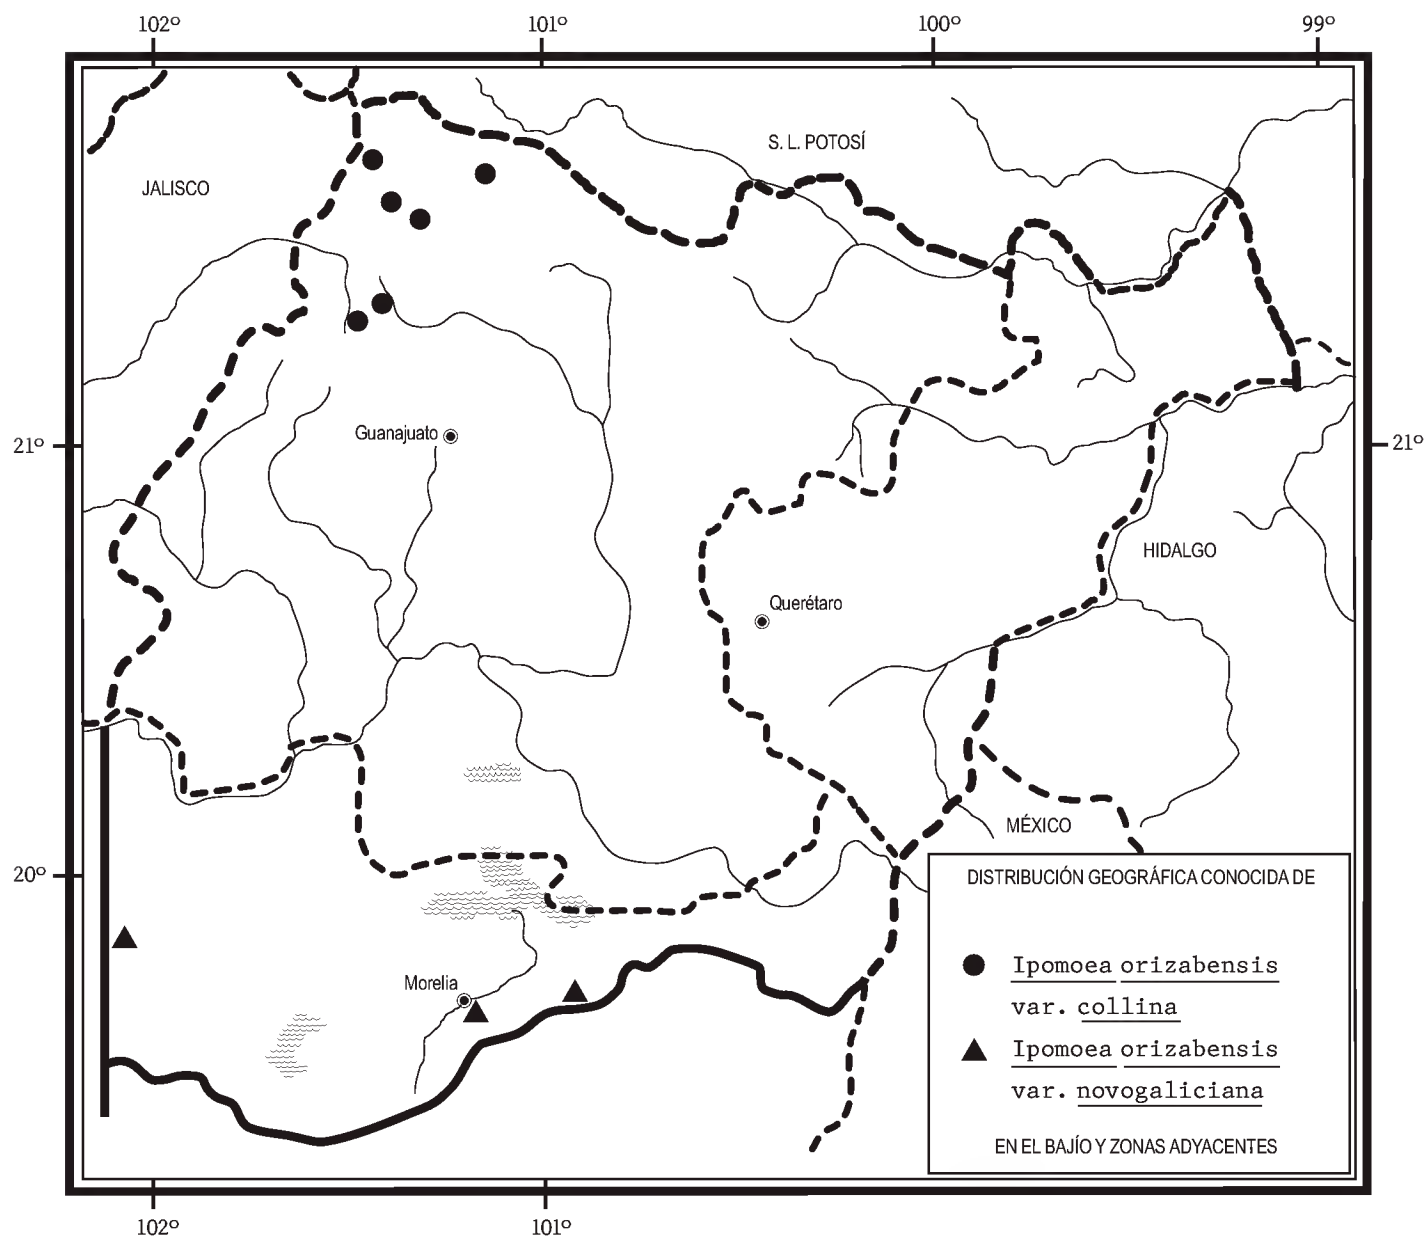 102º 101º 100º 99º
S. L. POTOSÍ
JALISCO
Guanajuato
21º 21º
HIDALGO
Querétaro
MÉXICO
20º
DISTRIBUCIÓN GEOGRÁFICA CONOCIDA DE
Ipomoea orizabensis
var. collina
Ipomoea orizabensis
var. novogaliciana
EN EL BAJÍO Y ZONAS ADYACENTES
Morelia
102º 101º